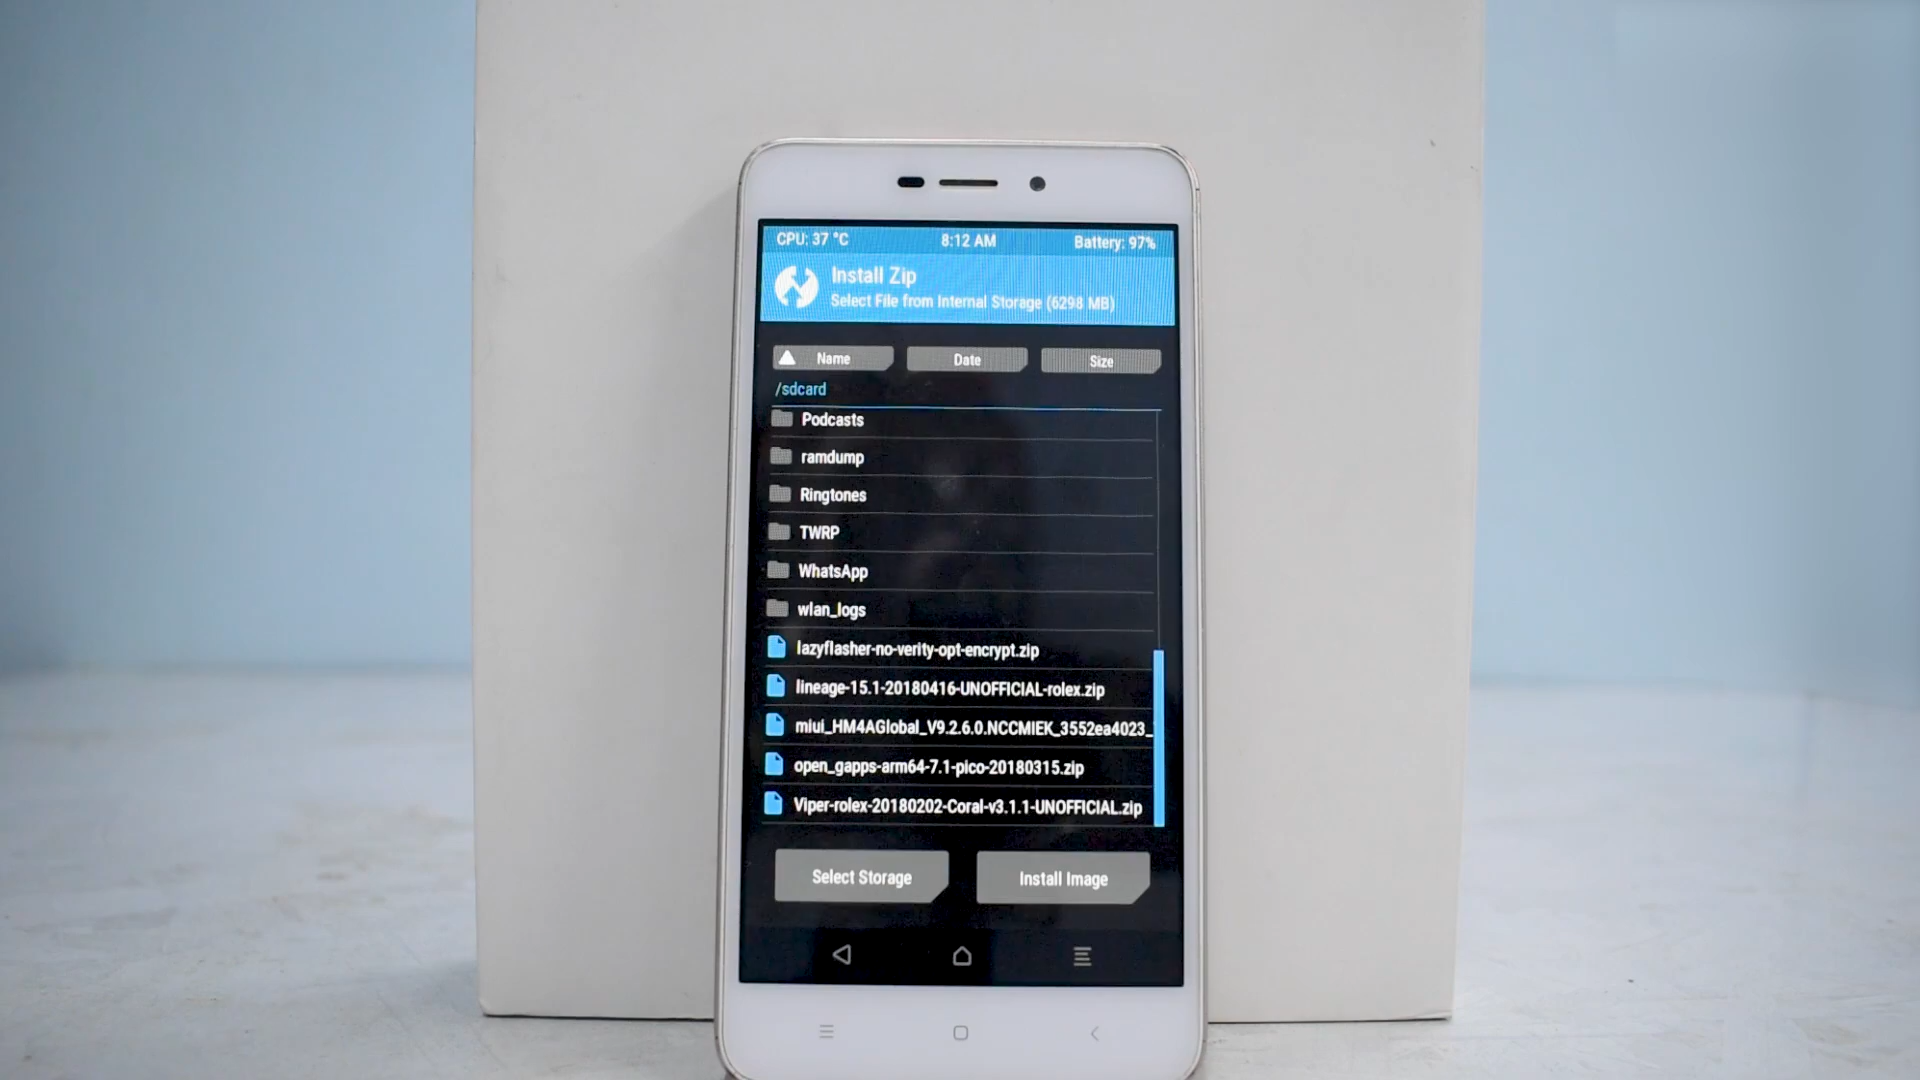 CPU: 37 °C 8:12 AM Battery: 97%
Install Zip
Select File from Internal Storage (6298 MB)
Name Date Size
/sdcard
Podcasts
ramdump
Ringtones
TWRP
WhatsApp
wlan_logs
lazyflasher-no-verity-opt-encrypt.zip
lineage-15.1-20180416-UNOFFICIAL-rolex.zip
miui_HM4AGlobal_V9.2.6.0.NCCMIEK_3552ea4023_
open_gapps-arm64-7.1-pico-20180315.zip
Viper-rolex-20180202-Coral-v3.1.1-UNOFFICIAL.zip
Select Storage Install Image